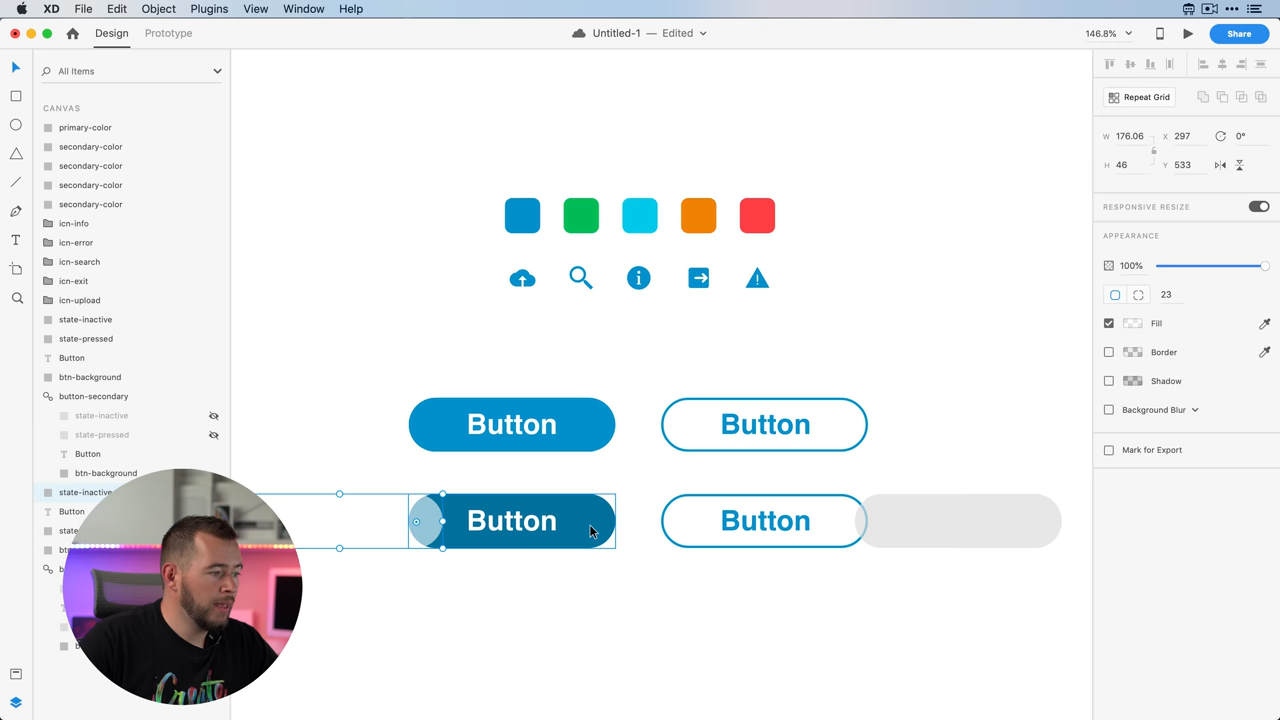 XD File Edit Object Plugins View Window Help
Design Prototype
Untitled-1 — Edited
146.8%
Share
All Items
CANVAS
primary-color
secondary-color
secondary-color
secondary-color
secondary-color
icn-info
icn-error
icn-search
icn-exit
icn-upload
state-inactive
state-pressed
Button
btn-background
button-secondary
state-inactive
state-pressed
Button
btn-background
state-inactive
Button
Button
Button
Button
Button
Repeat Grid
W 176.06 X 297 0°
H 46 Y 533
RESPONSIVE RESIZE
APPEARANCE
100%
23
Fill
Border
Shadow
Background Blur
Mark for Export